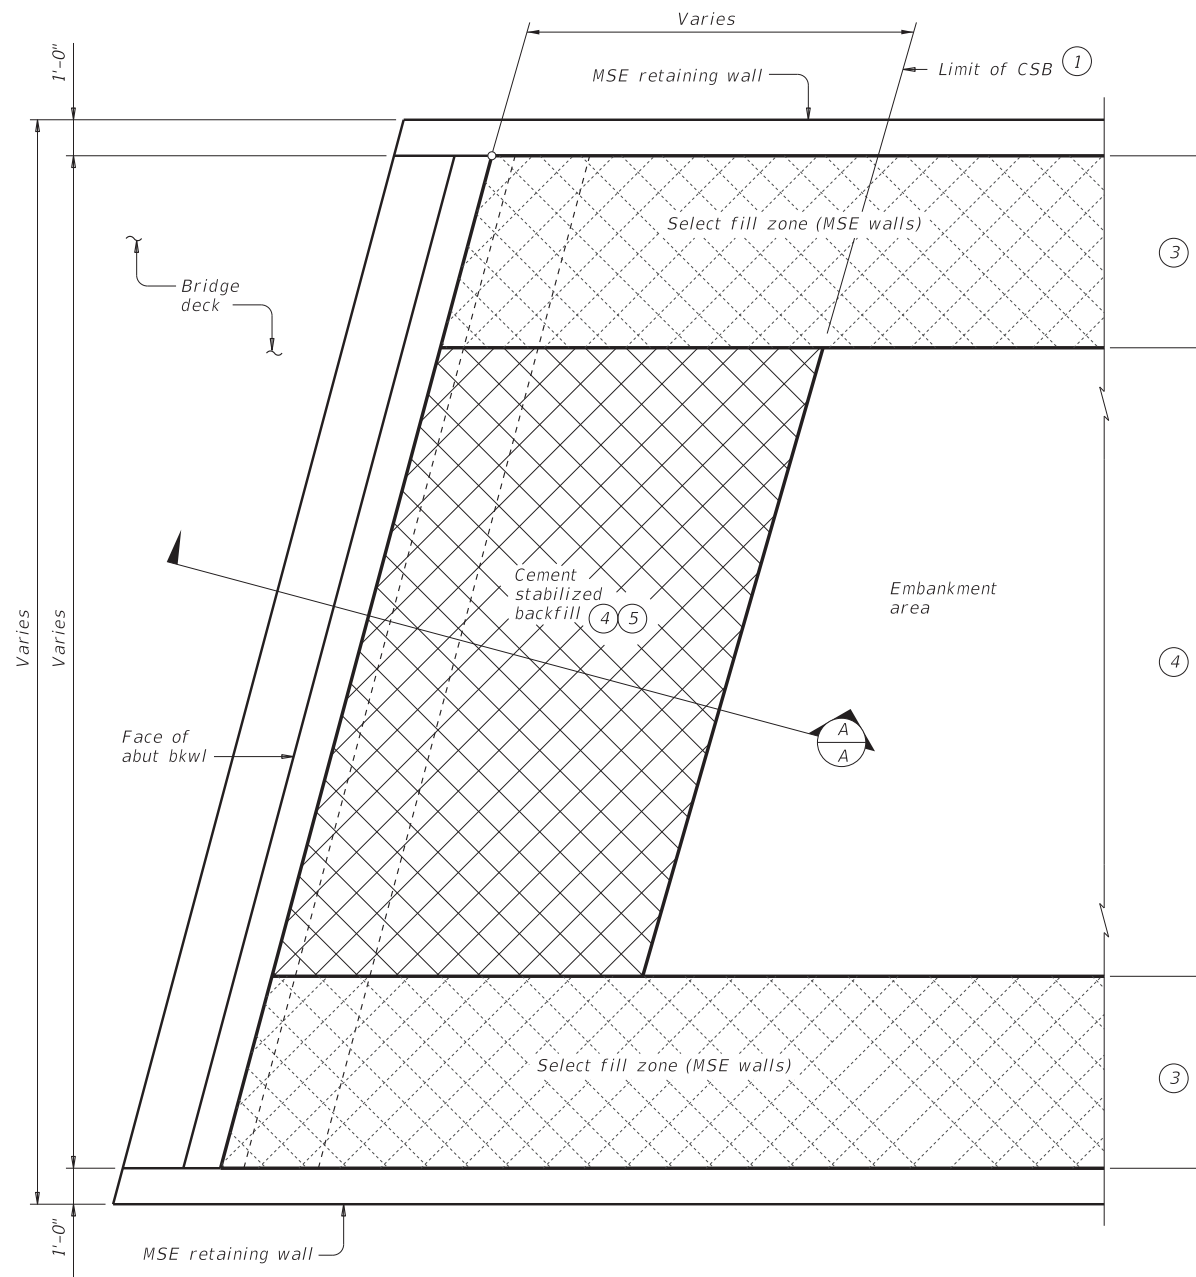 Varies
1'-0"
MSE retaining wall
Limit of CSB 1
Select fill zone (MSE walls)
3
Bridge
deck
Cement
stabilized
backfill 4 5
Embankment
area
Varies
Varies
4
Face of
abut bkwl
A
A
Select fill zone (MSE walls)
3
1'-0"
MSE retaining wall